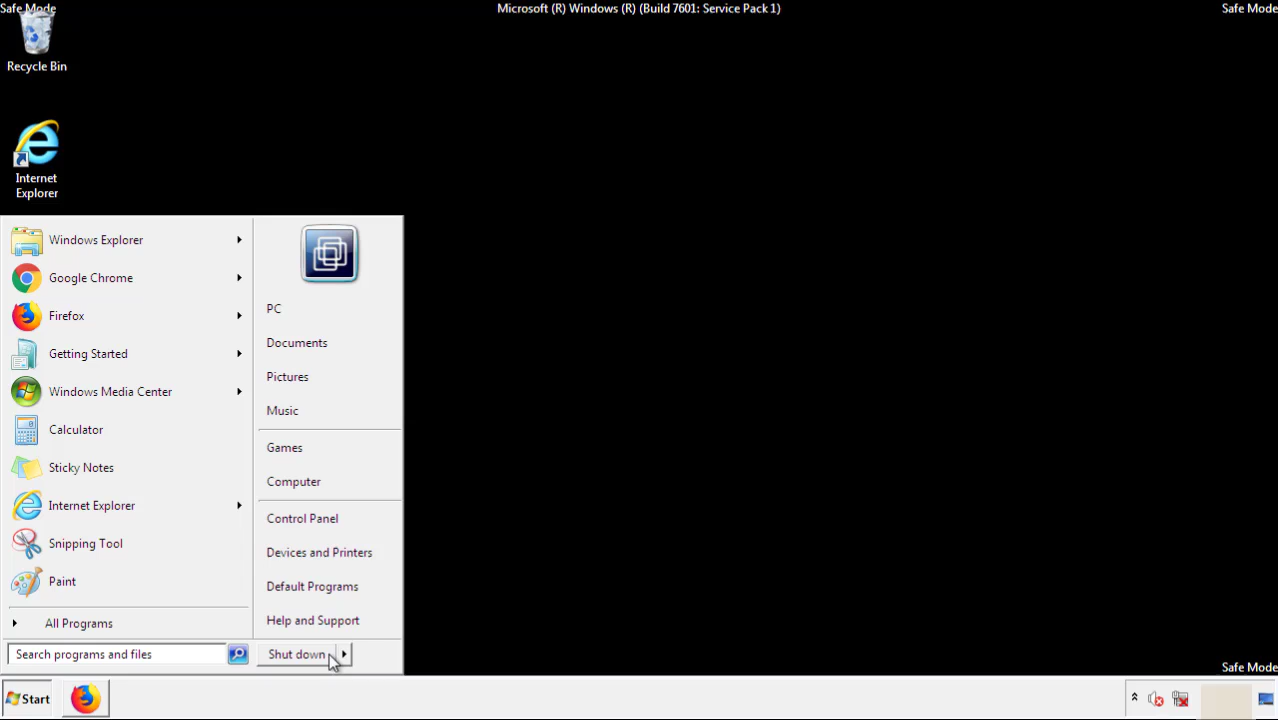 Safe Mode
Microsoft (R) Windows (R) (Build 7601: Service Pack 1)
Safe Mode
Recycle Bin
Internet
Explorer
Windows Explorer
Google Chrome
Firefox
Getting Started
Windows Media Center
Calculator
Sticky Notes
Internet Explorer
Snipping Tool
Paint
All Programs
Search programs and files
PC
Documents
Pictures
Music
Games
Computer
Control Panel
Devices and Printers
Default Programs
Help and Support
Shut down
Safe Mode
Start